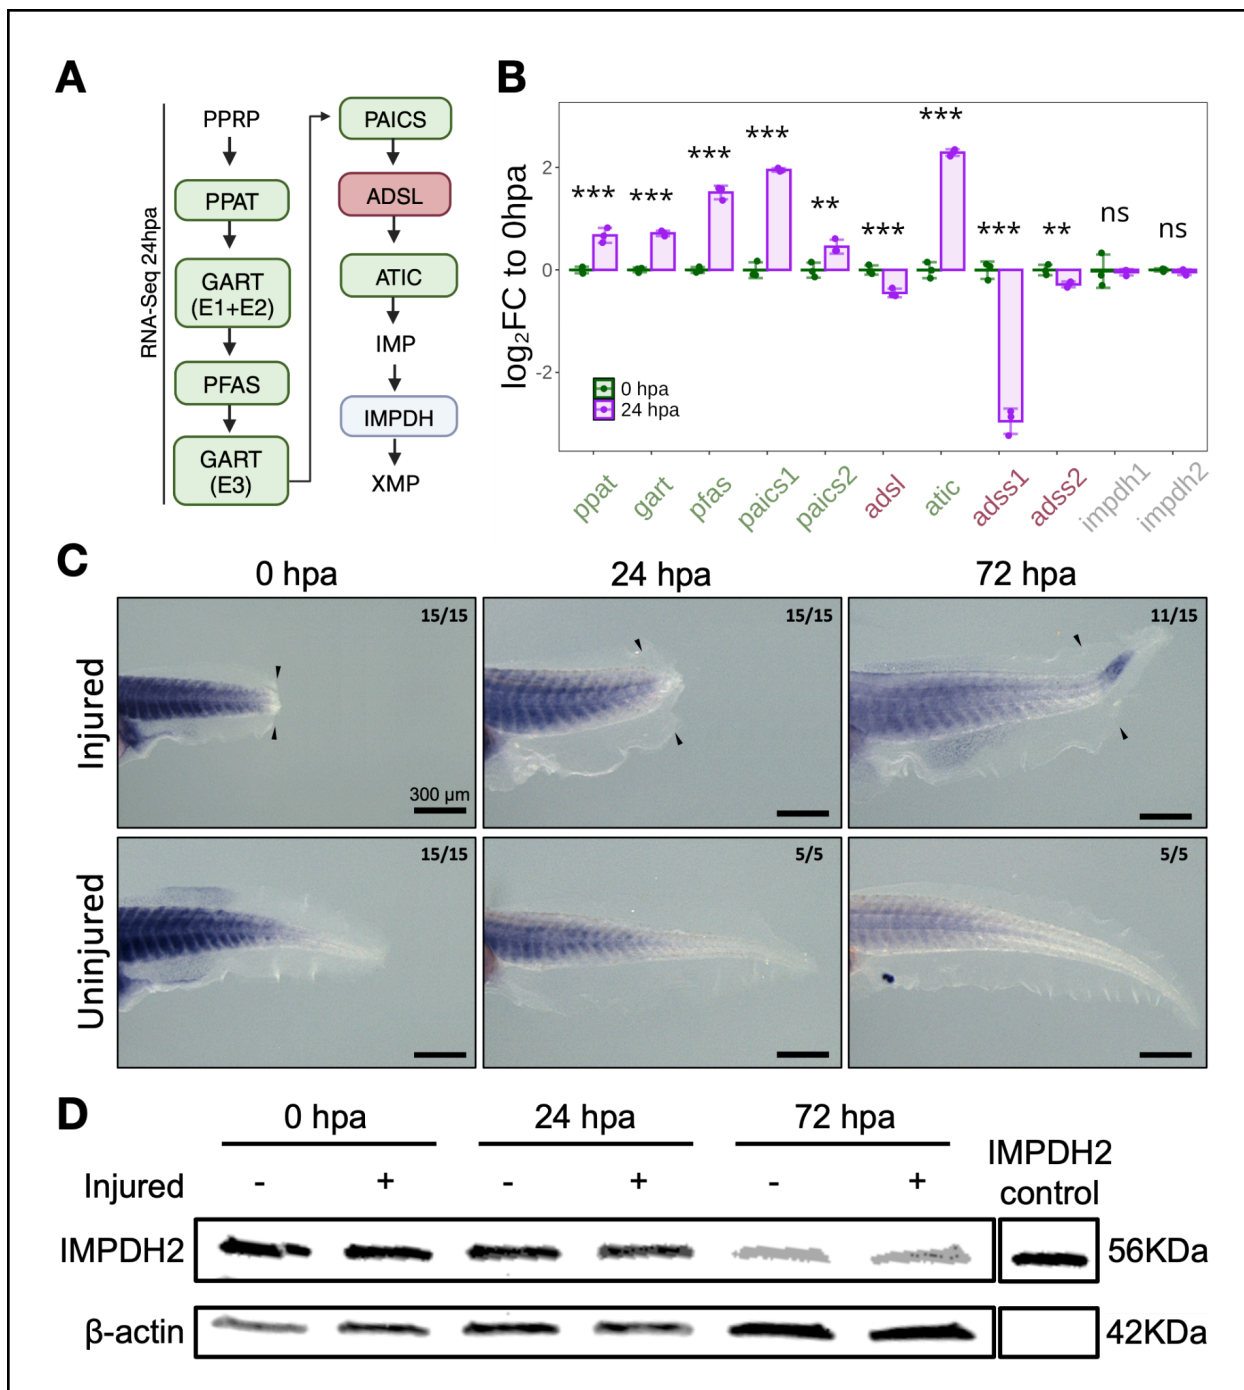 A
RNA-Seq 24hpa
PPRP
PPAT
GART
(E1+E2)
PFAS
GART
(E3)
PAICS
ADSL
ATIC
IMP
IMPDH
XMP
B
log₂FC to 0hpa
2
0
-2
*** *** *** *** ** *** *** *** ** ns ns
0 hpa
24 hpa
ppat gart pfas paics1 paics2 adsl atic adss1 adss2 impdh1 impdh2
C
0 hpa 24 hpa 72 hpa
Injured
15/15 15/15 11/15
300 µm
Uninjured
15/15 5/5 5/5
D
0 hpa 24 hpa 72 hpa
IMPDH2
control
Injured - + - + - +
IMPDH2 56KDa
β-actin 42KDa